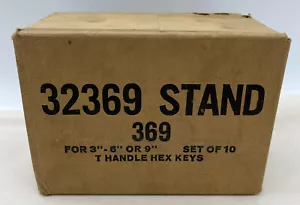 32369 STAND
369
FOR 3"-6" OR 9" SET OF 10
T HANDLE HEX KEYS